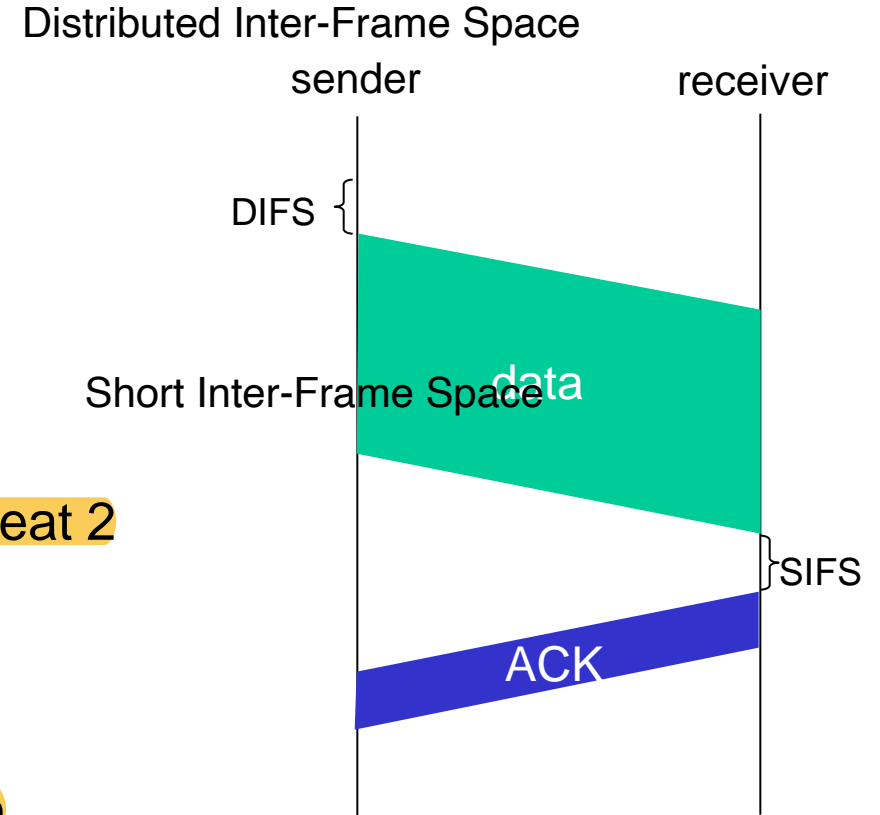 Distributed Inter-Frame Space
sender receiver
DIFS
data
Short Inter-Frame Space
eat 2
SIFS
ACK